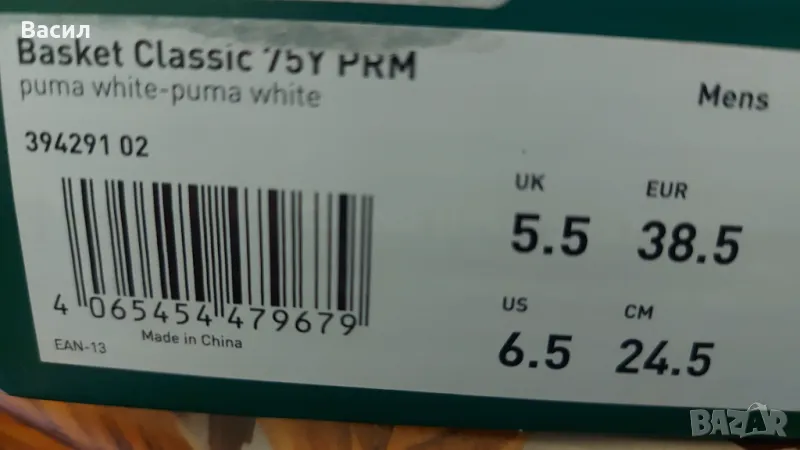 Васил
Basket Classic 75Y PRM
puma white-puma white
Mens
394291 02
UK
EUR
5.5
38.5
US
CM
6.5
24.5
4 065454 479679
EAN-13
Made in China
BAZAR